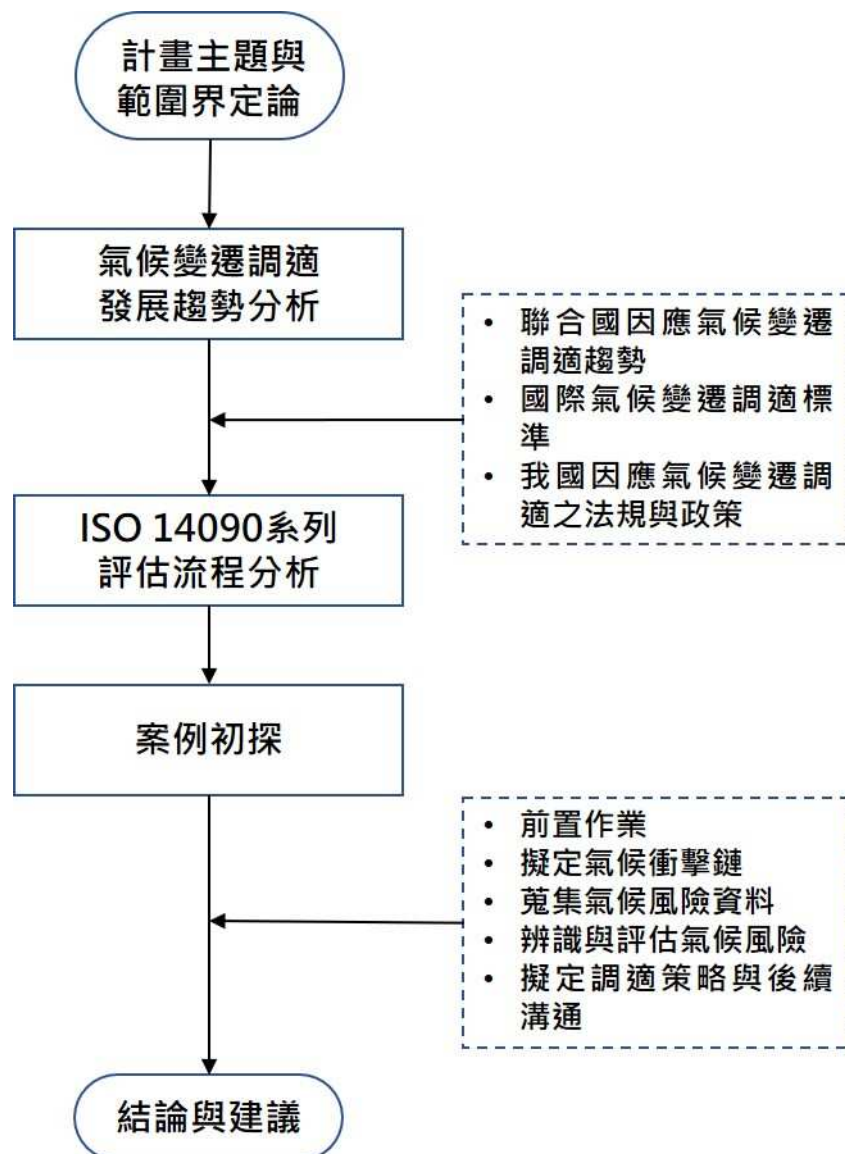 計畫主題與
範圍界定論
氣候變遷調適
發展趨勢分析
• 聯合國因應氣候變遷
調適趨勢
• 國際氣候變遷調適標
準
• 我國因應氣候變遷調
適之法規與政策
ISO 14090系列
評估流程分析
案例初探
• 前置作業
• 擬定氣候衝擊鏈
• 蒐集氣候風險資料
• 辨識與評估氣候風險
• 擬定調適策略與後續
溝通
結論與建議